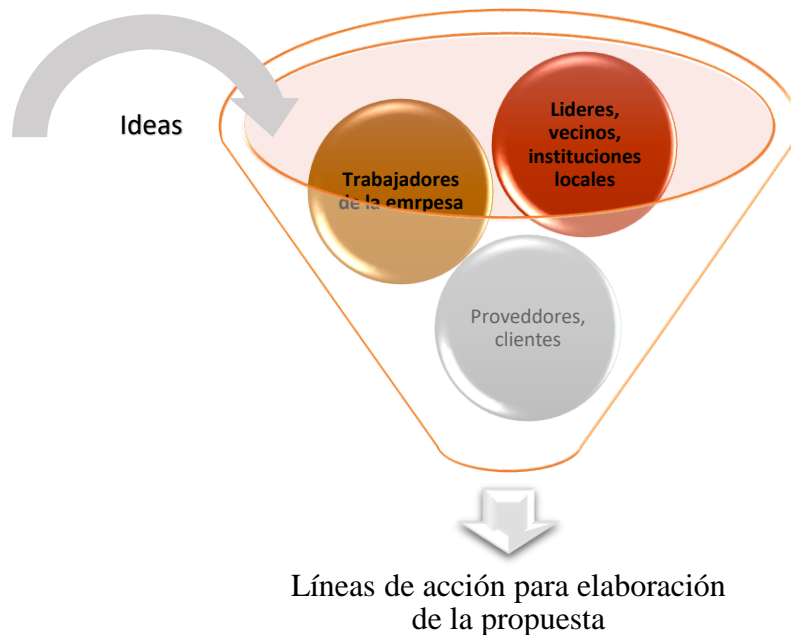 Ideas
Lideres,
vecinos,
instituciones
locales
Trabajadores
de la emrpesa
Proveddores,
clientes
Líneas de acción para elaboración
de la propuesta